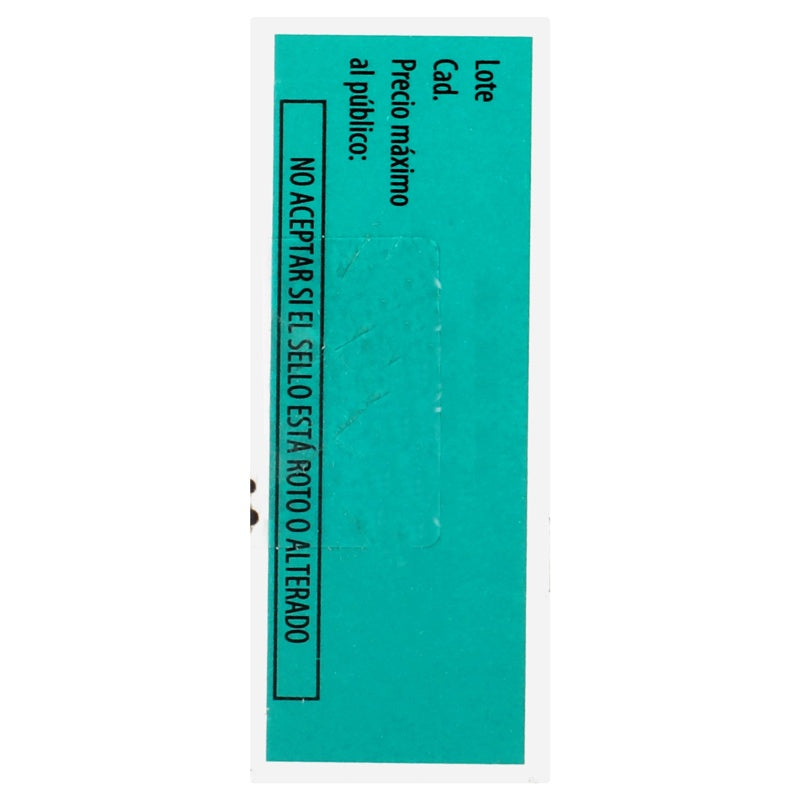 Lote
Cad.
Precio máximo
al público:
NO ACEPTAR SI EL SELLO ESTÁ ROTO O ALTERADO